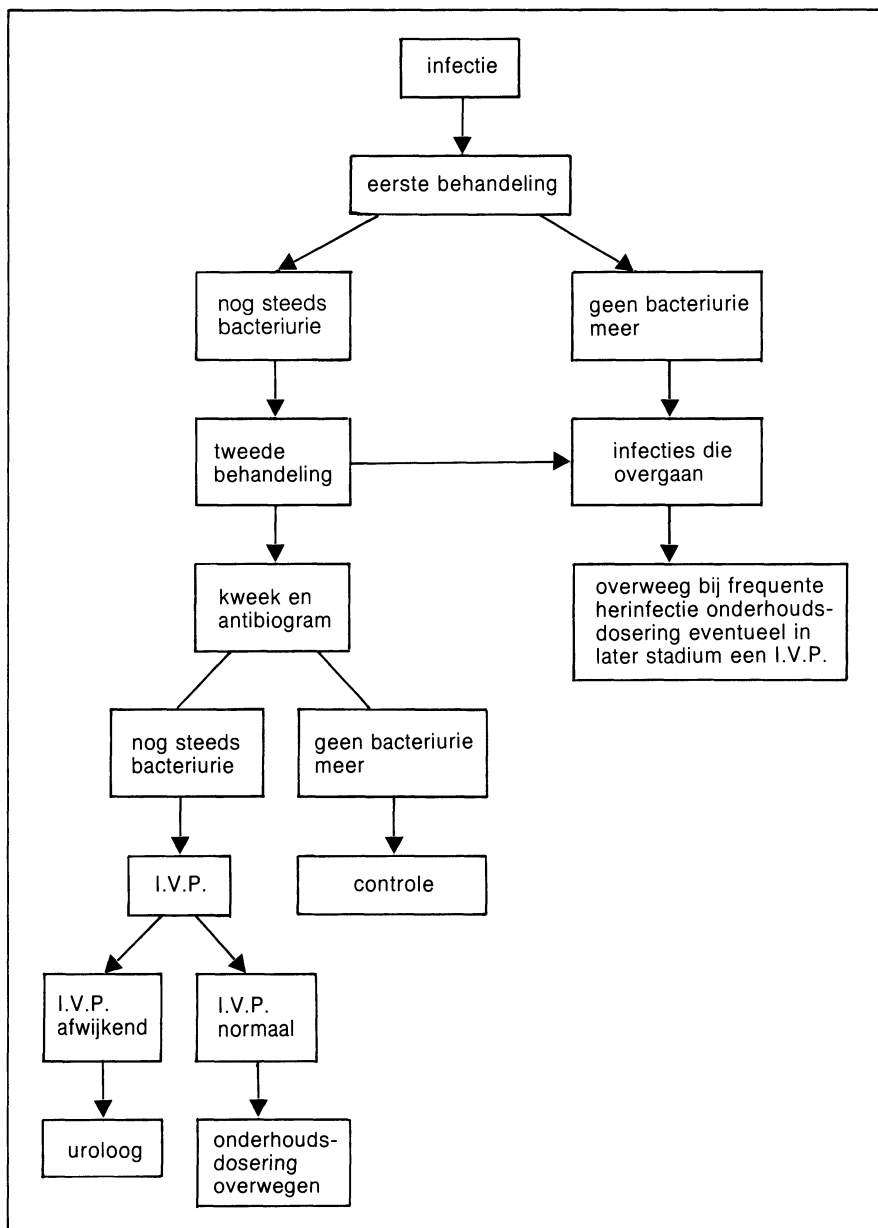 infectie
eerste behandeling
nog steeds
bacteriurie
geen bacteriurie
meer
tweede
behandeling
infecties die
overgaan
kweek en
antibiogram
overweeg bij frequente
herinfectie onderhouds-
dosering eventueel in
later stadium een I.V.P.
nog steeds
bacteriurie
geen bacteriurie
meer
I.V.P.
controle
I.V.P.
afwijkend
I.V.P.
normaal
uroloog
onderhouds-
dosering
overwegen